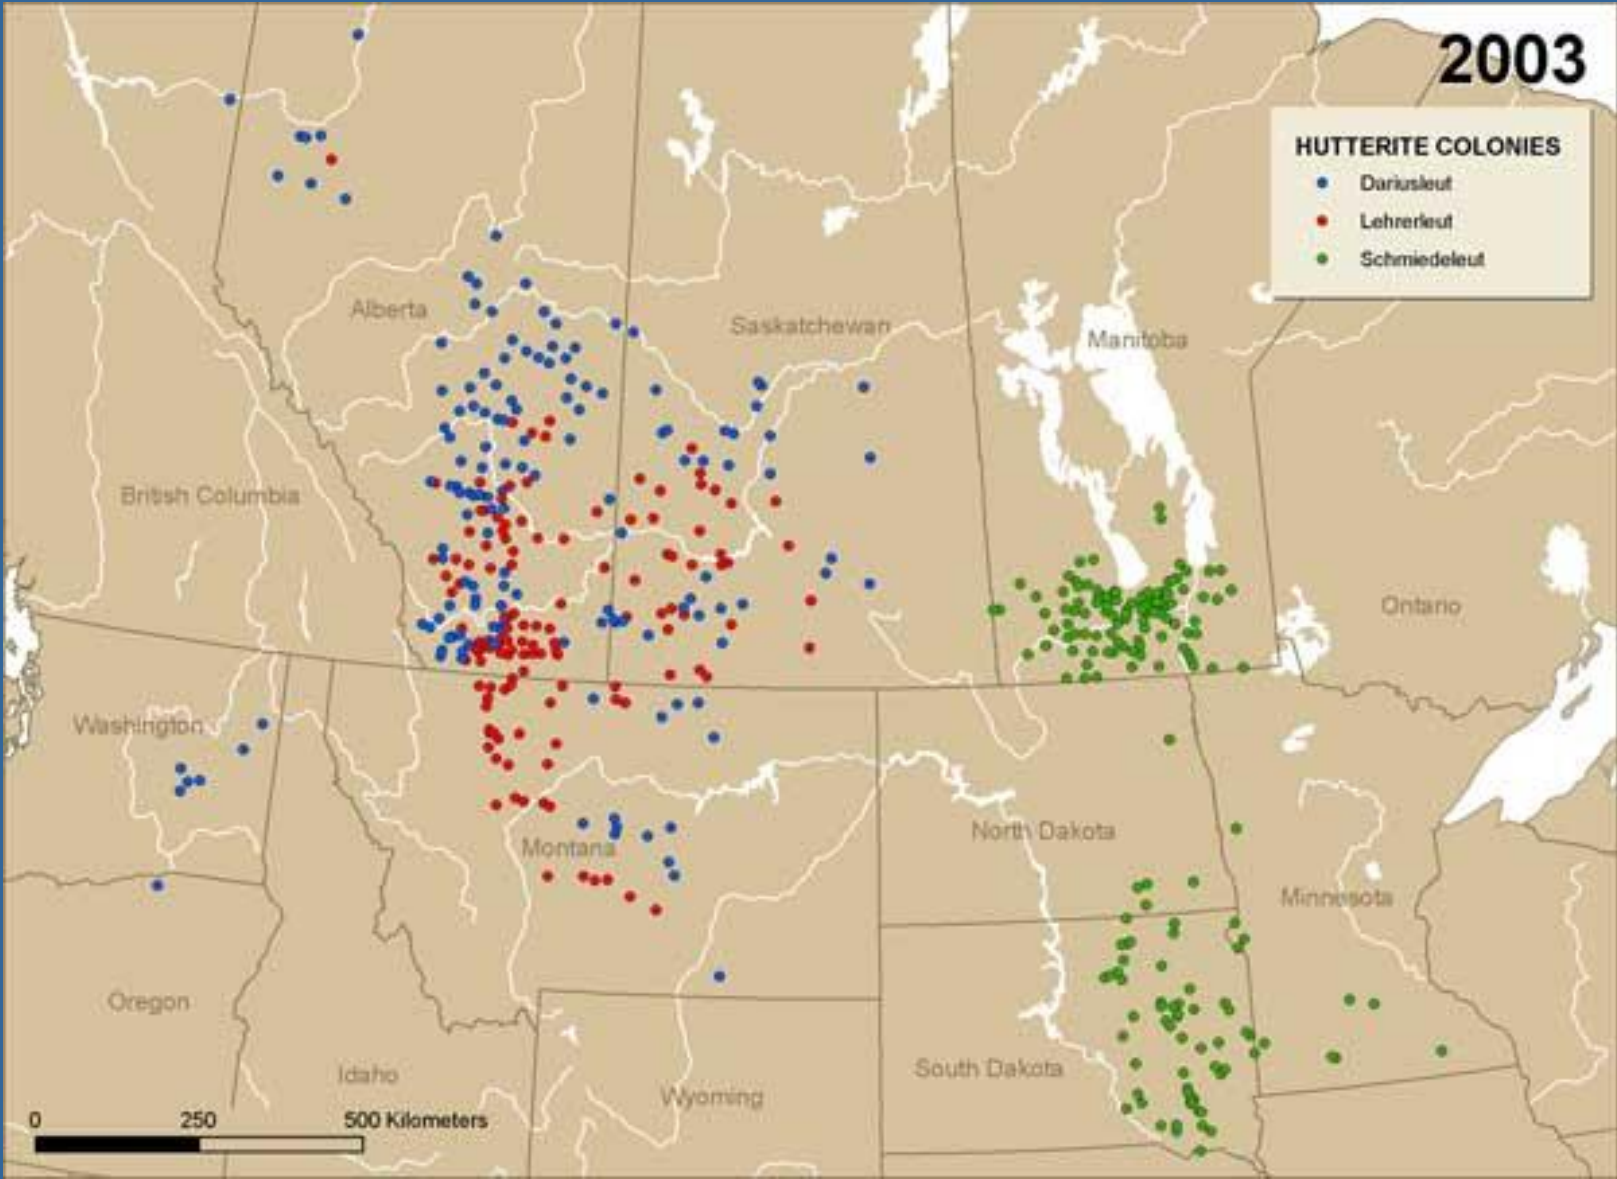 2003
HUTTERITE COLONIES
Dariusleut
Lehrerleut
Schmiedeleut
Alberta
Saskatchewan
Manitoba
British Columbia
Ontario
Washington
North Dakota
Montana
Minnesota
Oregon
South Dakota
Idaho
Wyoming
0 250 500 Kilometers